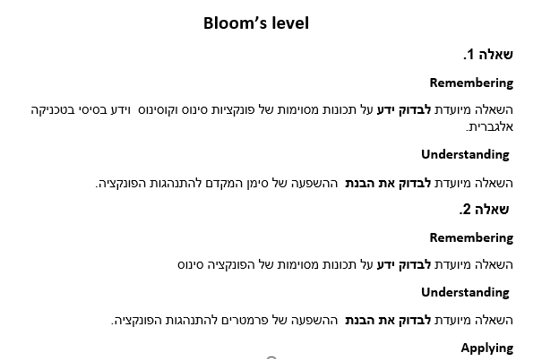 Bloom's level
שאלה 1.
Remembering
השאלה מיועדת לבדוק ידע על תכונות מסוימות של פונקציות סינוס וקוסינוס וידע בסיסי בטכניקה
אלגברית.
Understanding
השאלה מיועדת לבדוק את הבנת ההשפעה של סימן המקדם להתנהגות הפונקציה.
שאלה 2.
Remembering
השאלה מיועדת לבדוק ידע על תכונות מסוימות של הפונקציה סינוס
Understanding
השאלה מיועדת לבדוק את הבנת ההשפעה של פרמטרים להתנהגות הפונקציה.
Applying